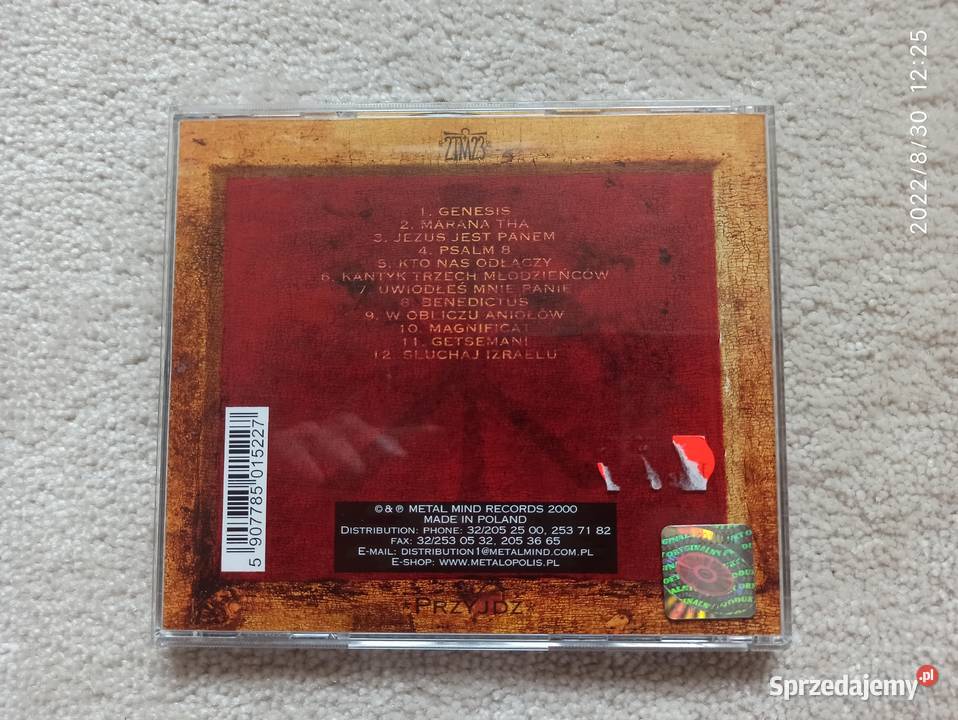 2Tm2,3
1. GENESIS
2. MARANA THA
3. JEZUS JEST PANEM
4. PSALM 8
5. KTO NAS ODŁĄCZY
6. KANTYK TRZECH MŁODZIEŃCÓW
7. UWIODŁEŚ MNIE PANIE
8. BENEDICTUS
9. W OBLICZU ANIOŁÓW
10. MAGNIFICAT
11. GETSEMANI
12. SŁUCHAJ IZRAELU
5 907785 015227
© & ℗ METAL MIND RECORDS 2000
MADE IN POLAND
DISTRIBUTION: PHONE: 32/205 25 00, 253 71 82
FAX: 32/253 05 32, 205 36 65
E-MAIL: DISTRIBUTION1@METALMIND.COM.PL
E-SHOP: WWW.METALOPOLIS.PL
PRZYJDŹ
2022/8/30 12:25
Sprzedajemy.pl